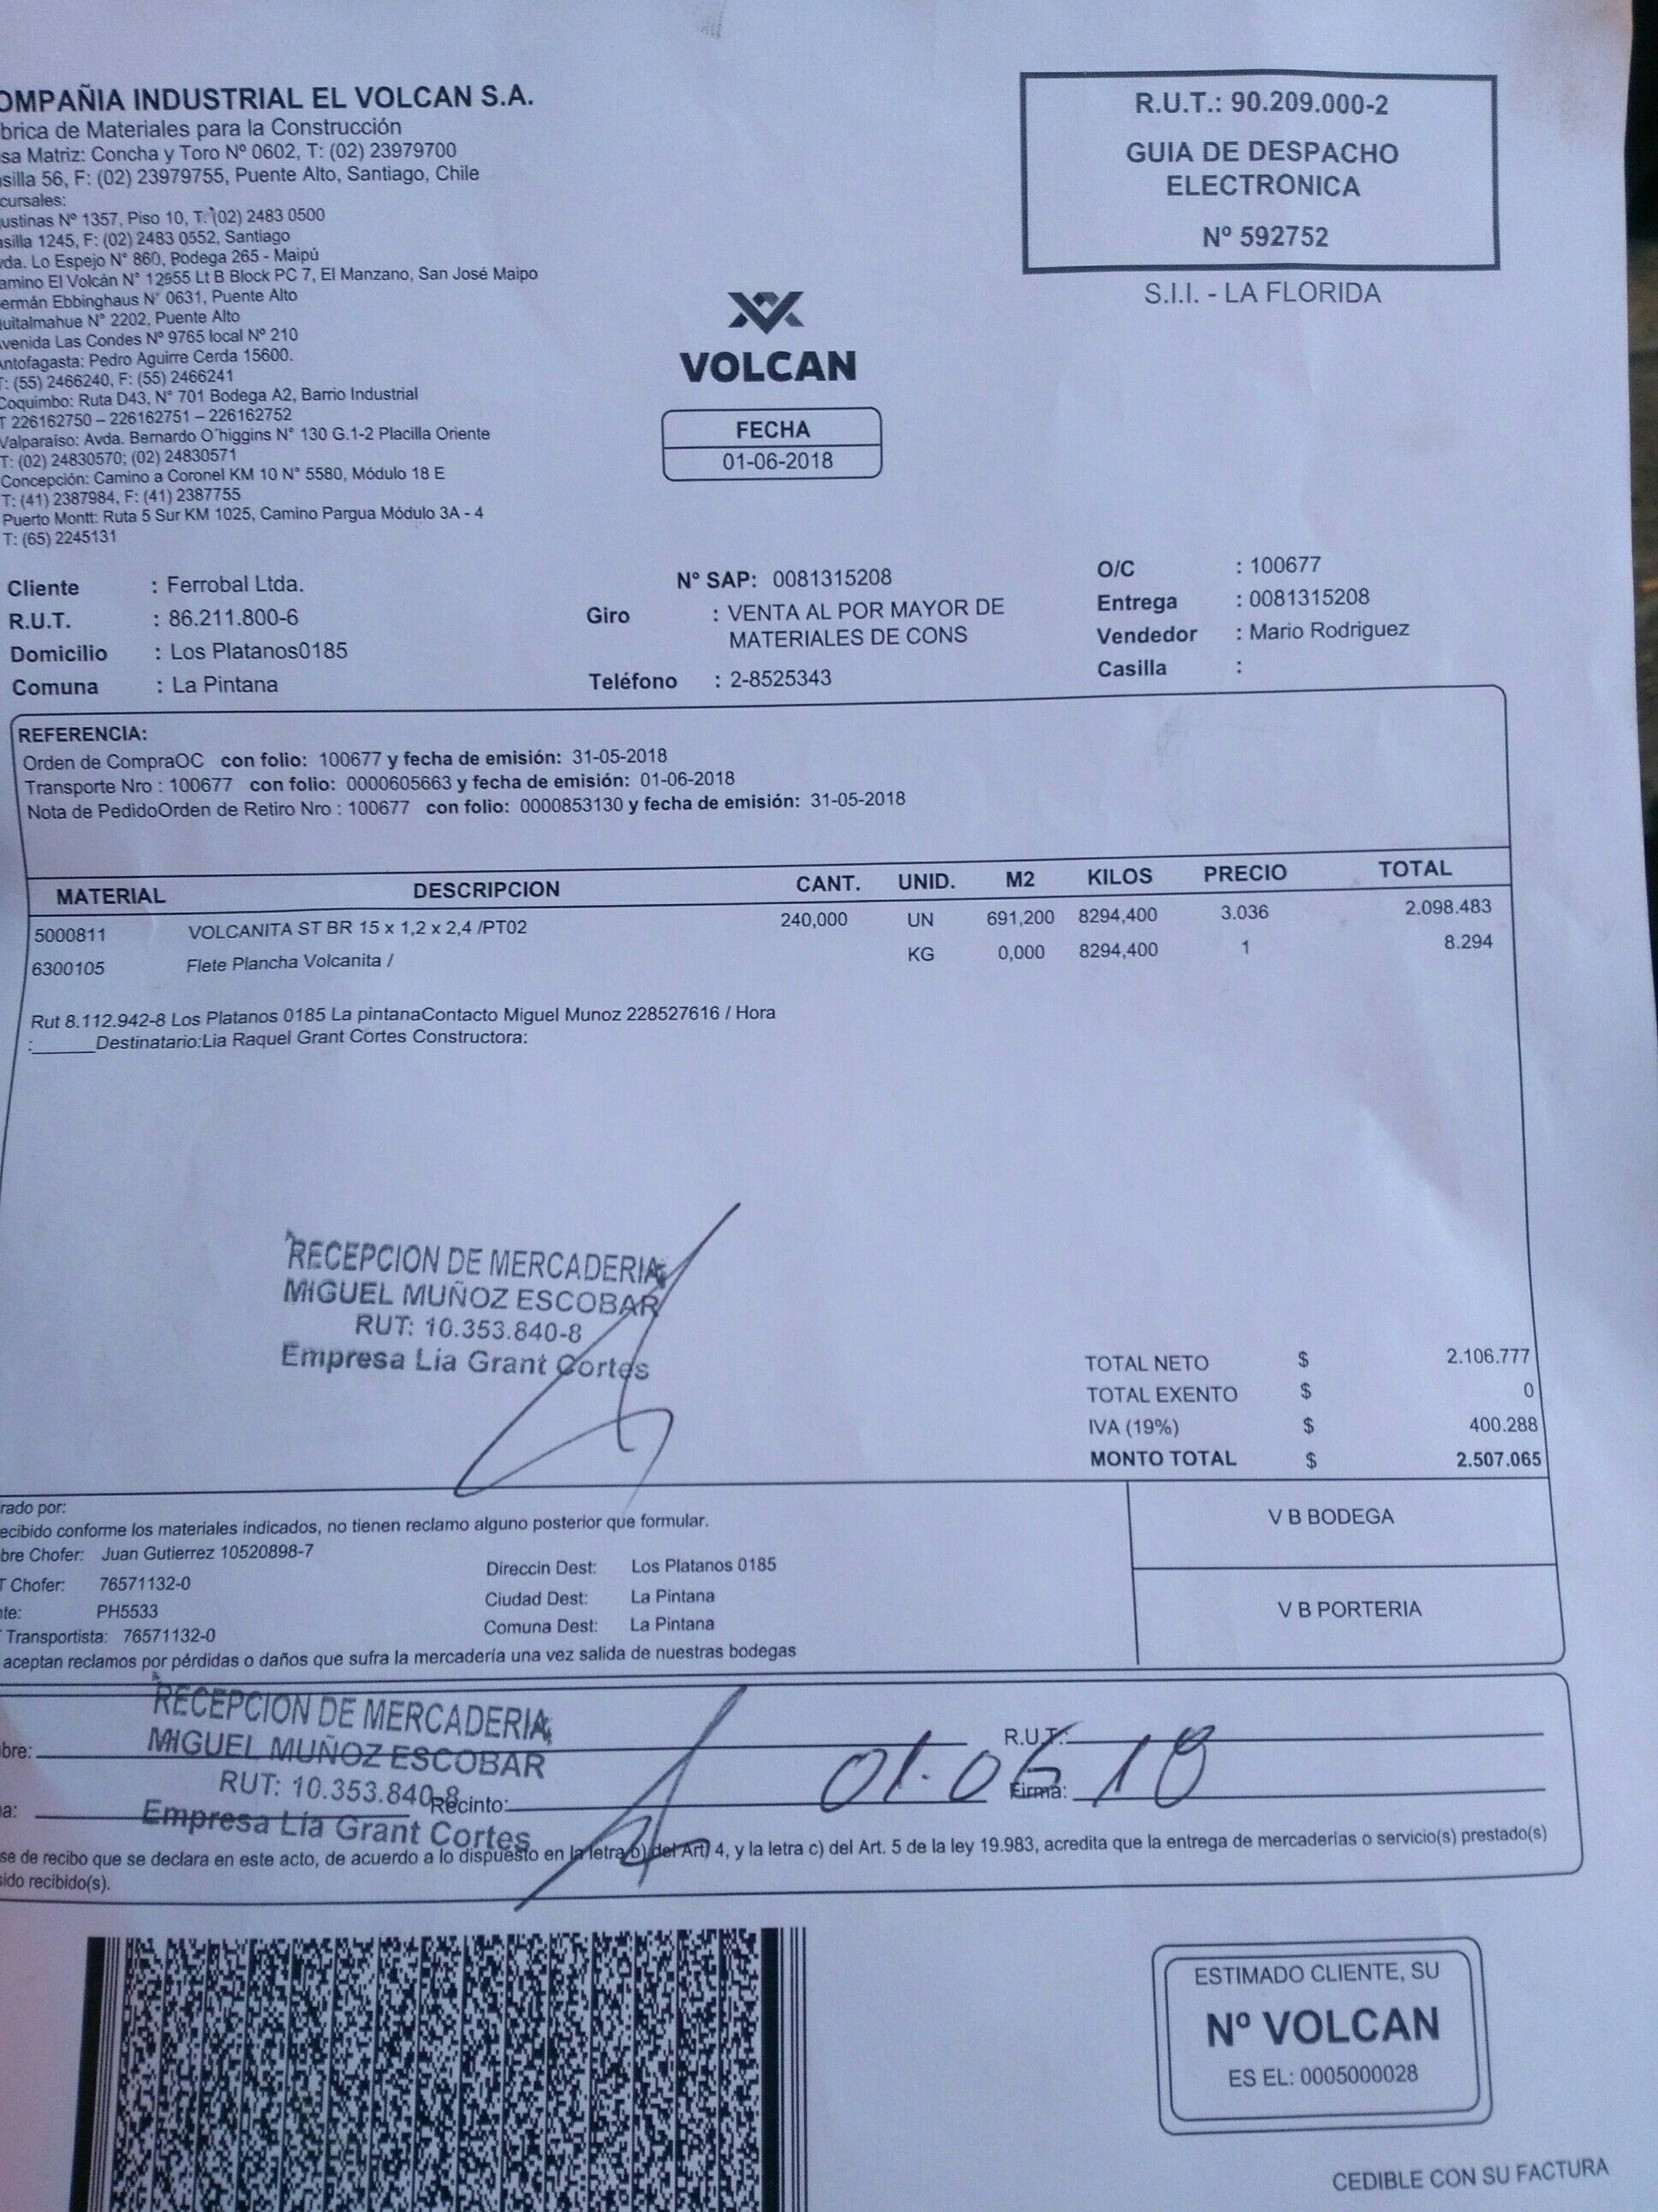 OMPAÑIA INDUSTRIAL EL VOLCAN S.A.
brica de Materiales para la Construcción
sa Matriz: Concha y Toro Nº 0602, T: (02) 23979700
silla 56, F: (02) 23979755, Puente Alto, Santiago, Chile
cursales:
ustinas Nº 1357, Piso 10, T: (02) 2483 0500
asilla 1245, F: (02) 2483 0552, Santiago
vda. Lo Espejo N° 860, Bodega 265 - Maipú
amino El Volcán N° 12955 Lt B Block PC 7, El Manzano, San José Maipo
ermán Ebbinghaus N° 0631, Puente Alto
uitalmahue N° 2202, Puente Alto
venida Las Condes Nº 9765 local Nº 210
Antofagasta: Pedro Aguirre Cerda 15600.
T: (55) 2466240, F: (55) 2466241
Coquimbo: Ruta D43, N° 701 Bodega A2, Barrio Industrial
T 226162750 – 226162751 – 226162752
Valparaiso: Avda. Bernardo O´higgins N° 130 G.1-2 Placilla Oriente
T: (02) 24830570; (02) 24830571
Concepción: Camino a Coronel KM 10 N° 5580, Módulo 18 E
T: (41) 2387984, F: (41) 2387755
Puerto Montt: Ruta 5 Sur KM 1025, Camino Pargua Módulo 3A - 4
T: (65) 2245131
VOLCAN
FECHA
01-06-2018
R.U.T.: 90.209.000-2
GUIA DE DESPACHO
ELECTRONICA
Nº 592752
S.I.I. - LA FLORIDA
Cliente : Ferrobal Ltda.
R.U.T. : 86.211.800-6
Domicilio : Los Platanos0185
Comuna : La Pintana
Nº SAP: 0081315208
Giro : VENTA AL POR MAYOR DE
MATERIALES DE CONS
Teléfono : 2-8525343
O/C : 100677
Entrega : 0081315208
Vendedor : Mario Rodriguez
Casilla :
REFERENCIA:
Orden de CompraOC con folio: 100677 y fecha de emisión: 31-05-2018
Transporte Nro : 100677 con folio: 0000605663 y fecha de emisión: 01-06-2018
Nota de PedidoOrden de Retiro Nro : 100677 con folio: 0000853130 y fecha de emisión: 31-05-2018
MATERIAL DESCRIPCION CANT. UNID. M2 KILOS PRECIO TOTAL
5000811 VOLCANITA ST BR 15 x 1,2 x 2,4 /PT02 240,000 UN 691,200 8294,400 3.036 2.098.483
6300105 Flete Plancha Volcanita / KG 0,000 8294,400 1 8.294
Rut 8.112.942-8 Los Platanos 0185 La pintanaContacto Miguel Munoz 228527616 / Hora
:______Destinatario:Lia Raquel Grant Cortes Constructora:
RECEPCION DE MERCADERIA
MIGUEL MUÑOZ ESCOBAR
RUT: 10.353.840-8
Empresa Lia Grant Cortes
TOTAL NETO $ 2.106.777
TOTAL EXENTO $ 0
IVA (19%) $ 400.288
MONTO TOTAL $ 2.507.065
rado por:
ecibido conforme los materiales indicados, no tienen reclamo alguno posterior que formular.
bre Chofer: Juan Gutierrez 10520898-7
T Chofer: 76571132-0
nte: PH5533
Transportista: 76571132-0
Direccin Dest: Los Platanos 0185
Ciudad Dest: La Pintana
Comuna Dest: La Pintana
aceptan reclamos por pérdidas o daños que sufra la mercadería una vez salida de nuestras bodegas
V B BODEGA
V B PORTERIA
RECEPCION DE MERCADERIA
MIGUEL MUÑOZ ESCOBAR
RUT: 10.353.840-8
Empresa Lia Grant Cortes
bre: R.U.T.:
a: Recinto: Firma:
01.06 18
se de recibo que se declara en este acto, de acuerdo a lo dispuesto en la letra b) del Art. 4, y la letra c) del Art. 5 de la ley 19.983, acredita que la entrega de mercaderías o servicio(s) prestado(s)
sido recibido(s).
ESTIMADO CLIENTE, SU
Nº VOLCAN
ES EL: 0005000028
CEDIBLE CON SU FACTURA